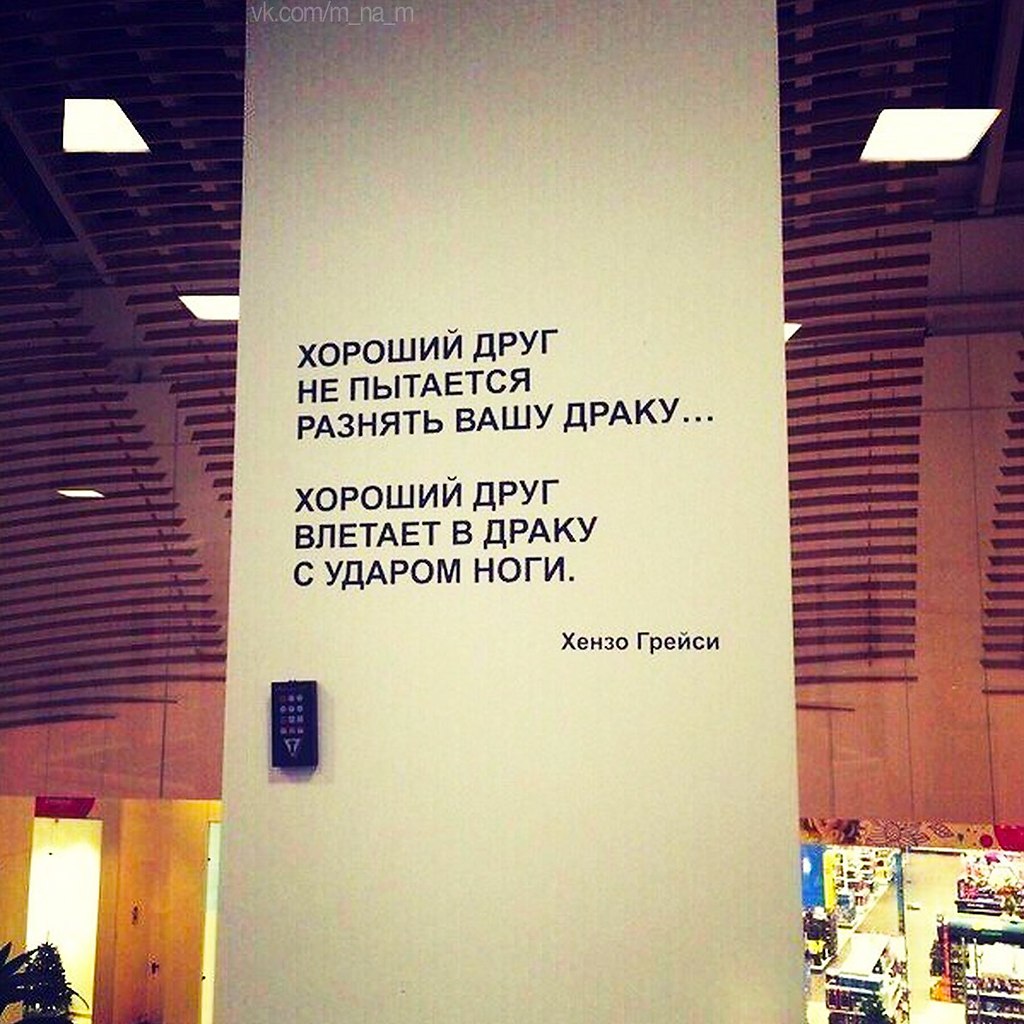 vk.com/m_na_m
ХОРОШИЙ ДРУГ
НЕ ПЫТАЕТСЯ
РАЗНЯТЬ ВАШУ ДРАКУ...
ХОРОШИЙ ДРУГ
ВЛЕТАЕТ В ДРАКУ
С УДАРОМ НОГИ.
Хензо Грейси